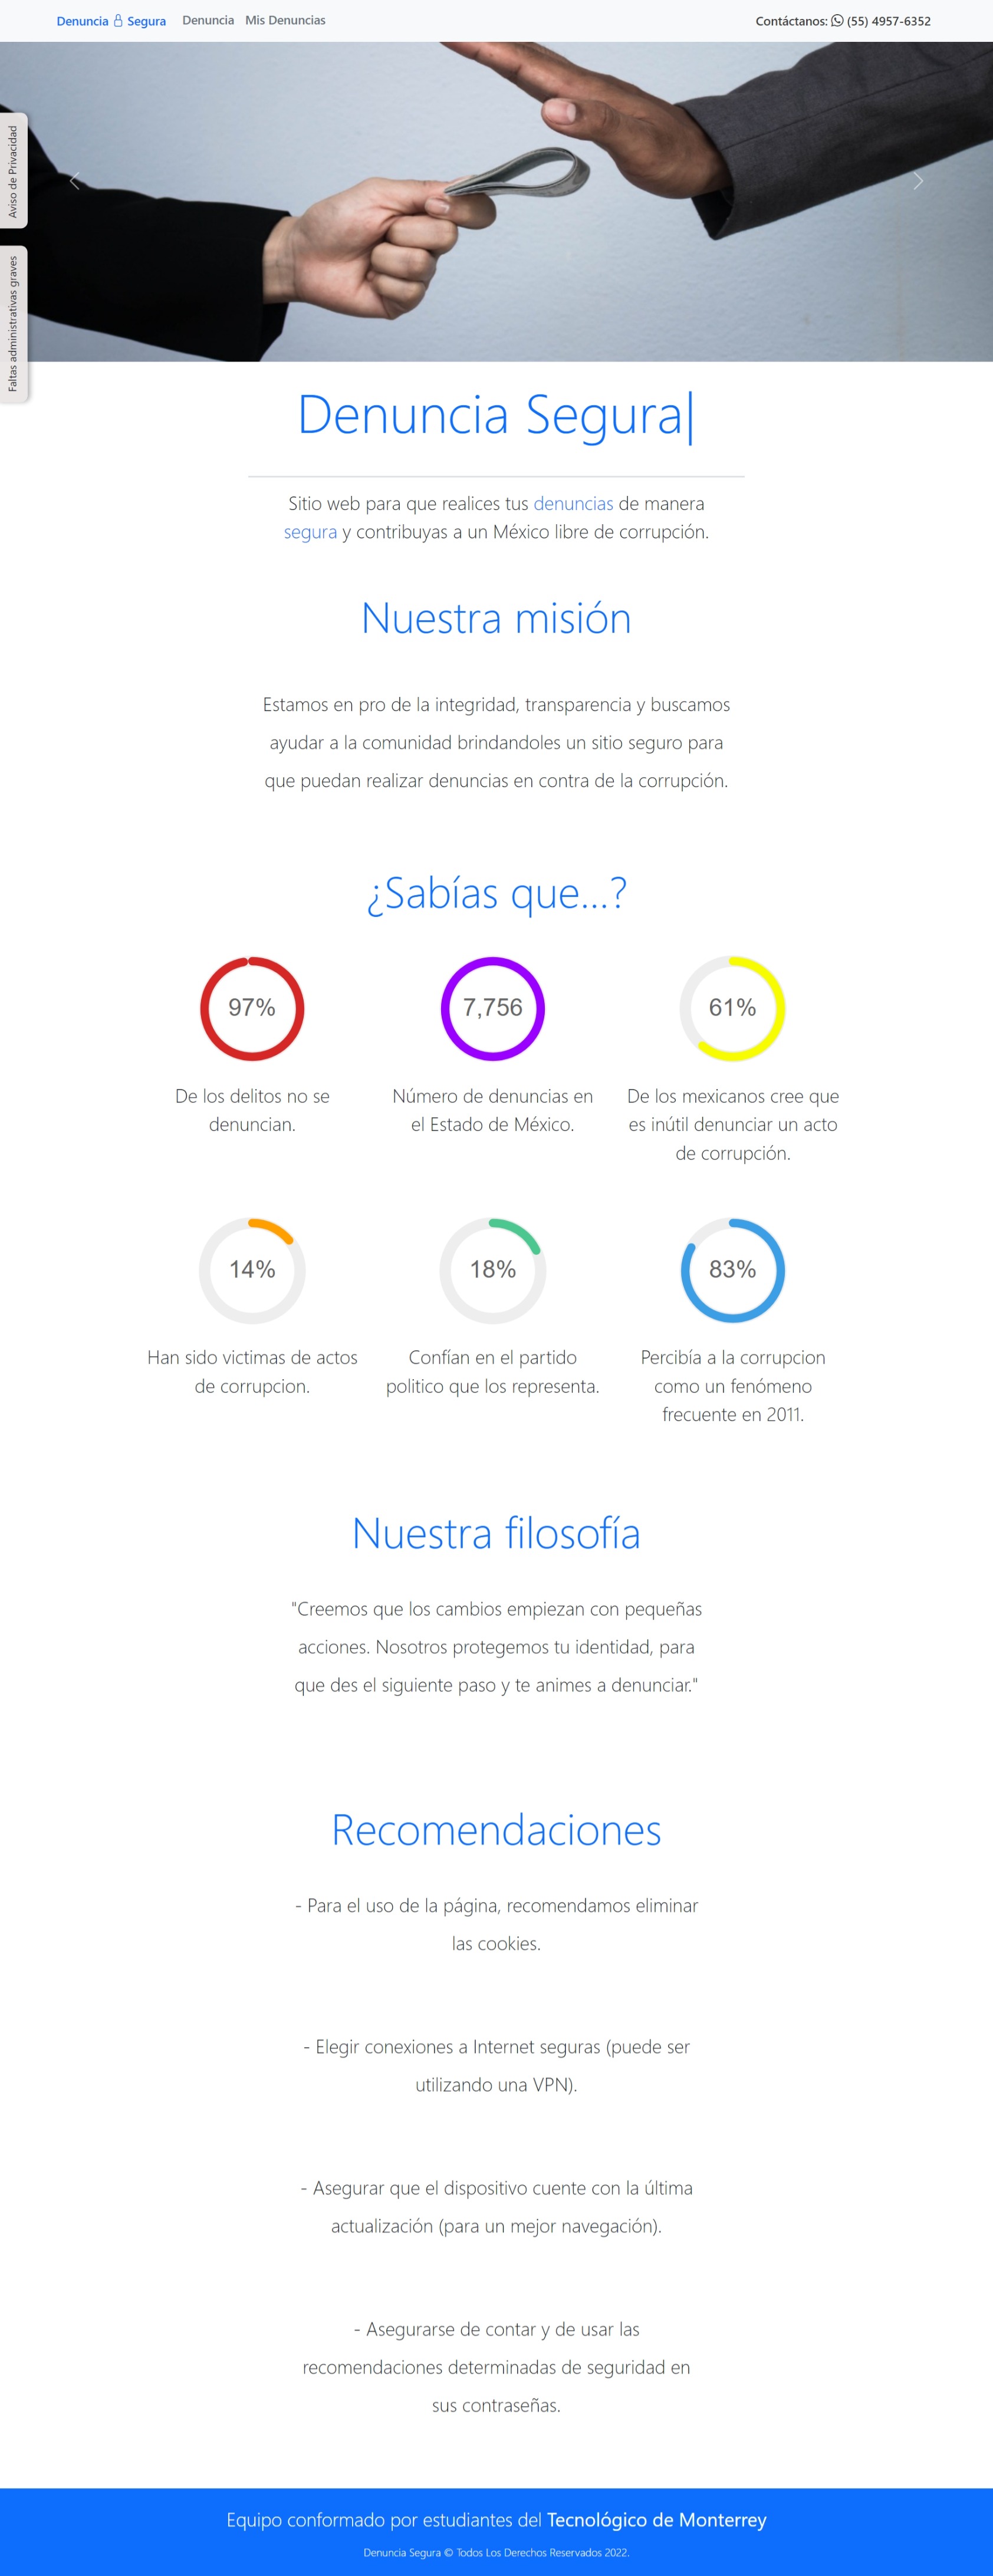 Denuncia Segura Denuncia Mis Denuncias Contáctanos: (55) 4957-6352
Aviso de Privacidad
Faltas administrativas graves
Denuncia Segura|
Sitio web para que realices tus denuncias de manera
segura y contribuyas a un México libre de corrupción.
Nuestra misión
Estamos en pro de la integridad, transparencia y buscamos
ayudar a la comunidad brindandoles un sitio seguro para
que puedan realizar denuncias en contra de la corrupción.
¿Sabías que...?
97%
De los delitos no se
denuncian.
7,756
Número de denuncias en
el Estado de México.
61%
De los mexicanos cree que
es inútil denunciar un acto
de corrupción.
14%
Han sido victimas de actos
de corrupcion.
18%
Confían en el partido
politico que los representa.
83%
Percibía a la corrupcion
como un fenómeno
frecuente en 2011.
Nuestra filosofía
"Creemos que los cambios empiezan con pequeñas
acciones. Nosotros protegemos tu identidad, para
que des el siguiente paso y te animes a denunciar."
Recomendaciones
- Para el uso de la página, recomendamos eliminar
las cookies.
- Elegir conexiones a Internet seguras (puede ser
utilizando una VPN).
- Asegurar que el dispositivo cuente con la última
actualización (para un mejor navegación).
- Asegurarse de contar y de usar las
recomendaciones determinadas de seguridad en
sus contraseñas.
Equipo conformado por estudiantes del Tecnológico de Monterrey
Denuncia Segura © Todos Los Derechos Reservados 2022.